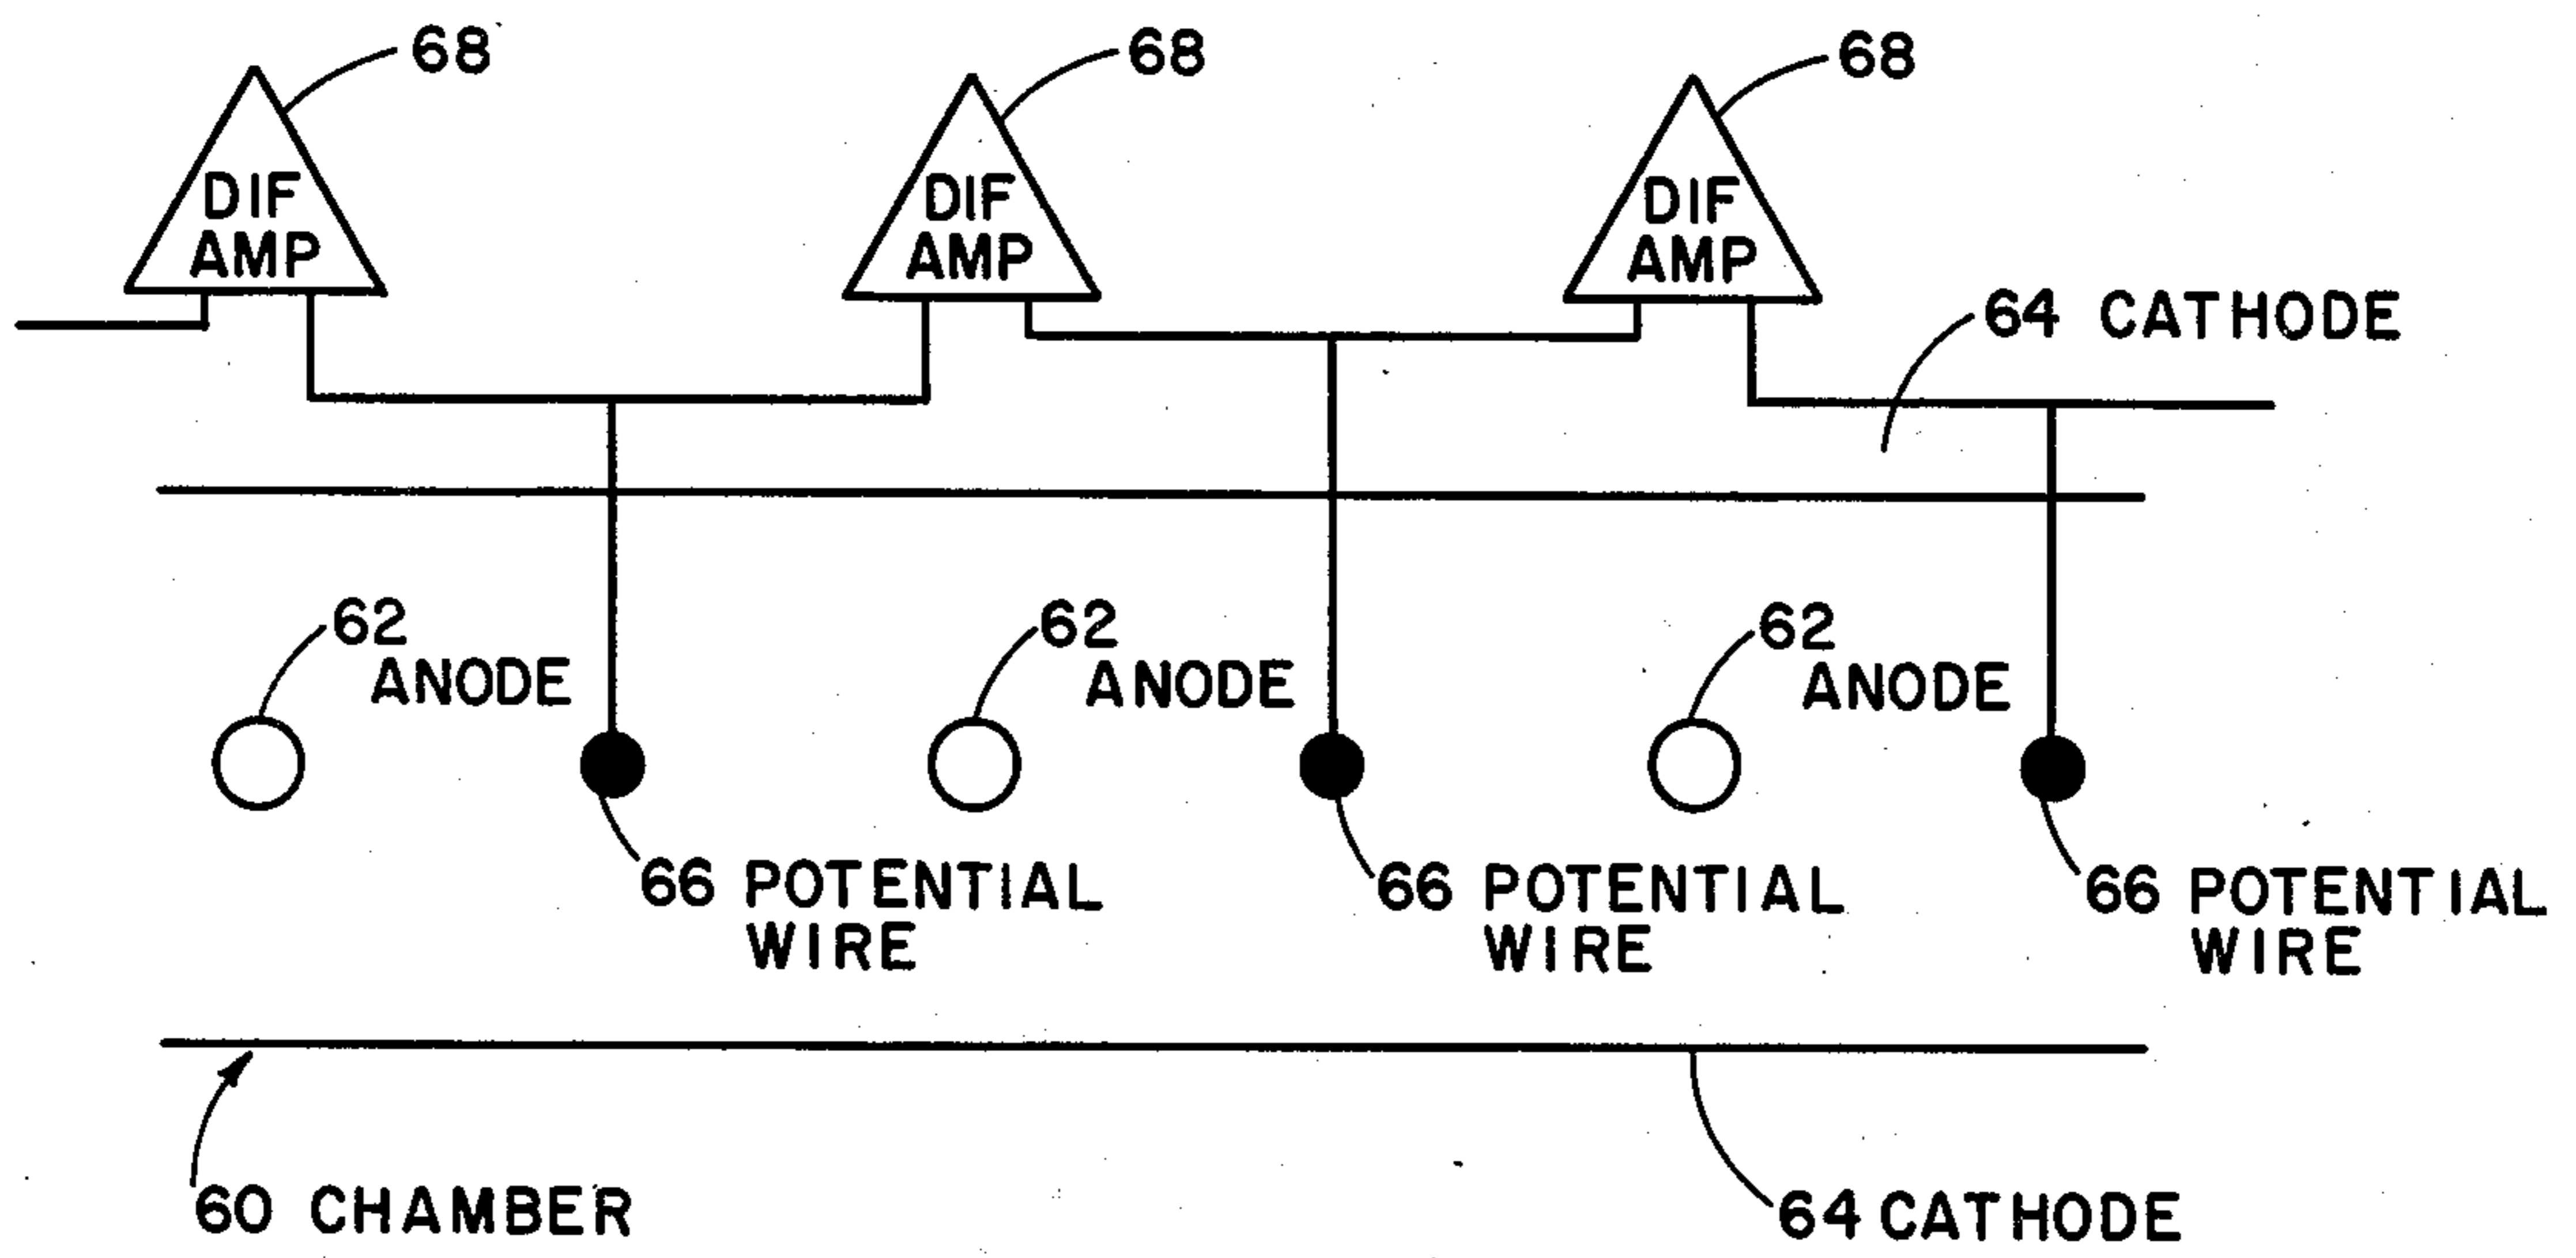 68
68
68
DIF
AMP
DIF
AMP
DIF
AMP
64 CATHODE
62
ANODE
62
ANODE
62
ANODE
66 POTENTIAL
WIRE
66 POTENTIAL
WIRE
66 POTENTIAL
WIRE
60 CHAMBER
64 CATHODE